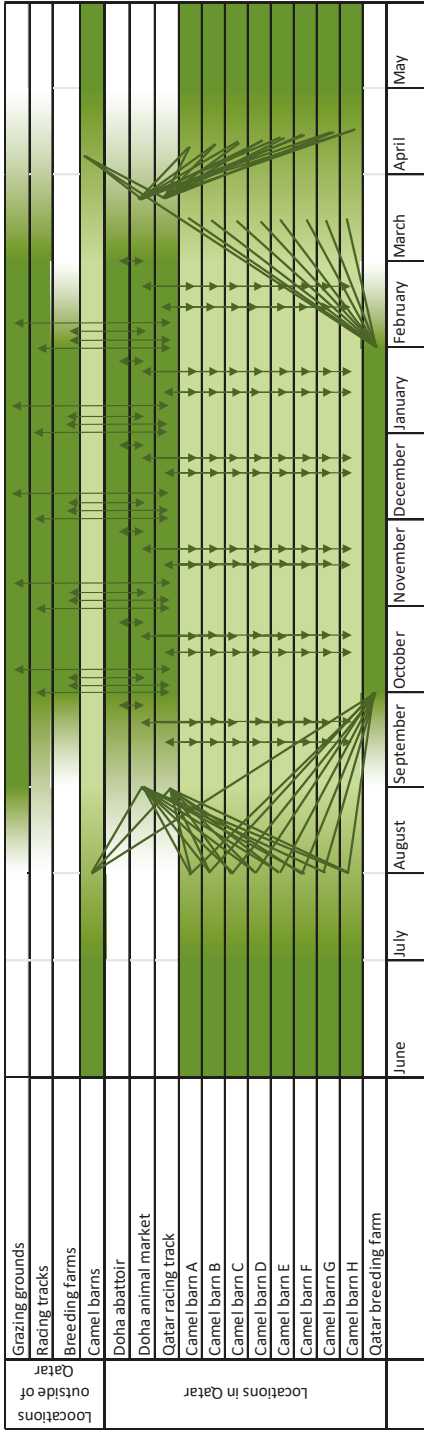 Loocations
outside of
Qatar
Grazing grounds
Racing tracks
Breeding farms
Camel barns
Locations in Qatar
Doha abattoir
Doha animal market
Qatar racing track
Camel barn A
Camel barn B
Camel barn C
Camel barn D
Camel barn E
Camel barn F
Camel barn G
Camel barn H
Qatar breeding farm
June
July
August
September
October
November
December
January
February
March
April
May